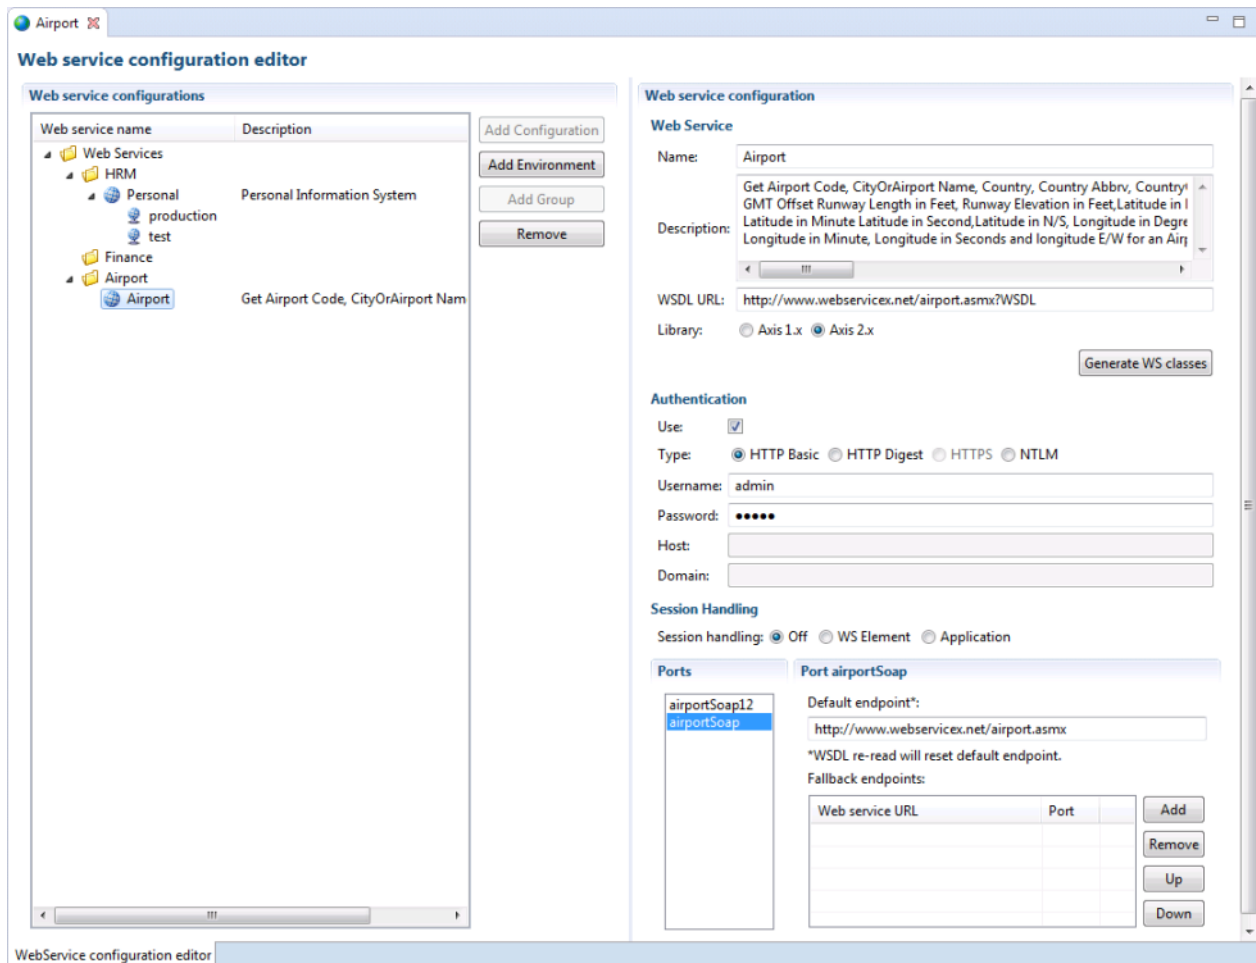 Airport
Web service configuration editor
Web service configurations
Web service name Description
Web Services
HRM
Personal Personal Information System
production
test
Finance
Airport
Airport Get Airport Code, CityOrAirport Nam
Add Configuration
Add Environment
Add Group
Remove
Web service configuration
Web Service
Name: Airport
Description:
Get Airport Code, CityOrAirport Name, Country, Country Abbrv, Country
GMT Offset Runway Length in Feet, Runway Elevation in Feet,Latitude in
Latitude in Minute Latitude in Second,Latitude in N/S, Longitude in Degre
Longitude in Minute, Longitude in Seconds and longitude E/W for an Air
WSDL URL: http://www.webservicex.net/airport.asmx?WSDL
Library: Axis 1.x Axis 2.x
Generate WS classes
Authentication
Use:
Type: HTTP Basic HTTP Digest HTTPS NTLM
Username: admin
Password: •••••
Host:
Domain:
Session Handling
Session handling: Off WS Element Application
Ports
airportSoap12
airportSoap
Port airportSoap
Default endpoint*:
http://www.webservicex.net/airport.asmx
*WSDL re-read will reset default endpoint.
Fallback endpoints:
Web service URL Port
Add
Remove
Up
Down
WebService configuration editor